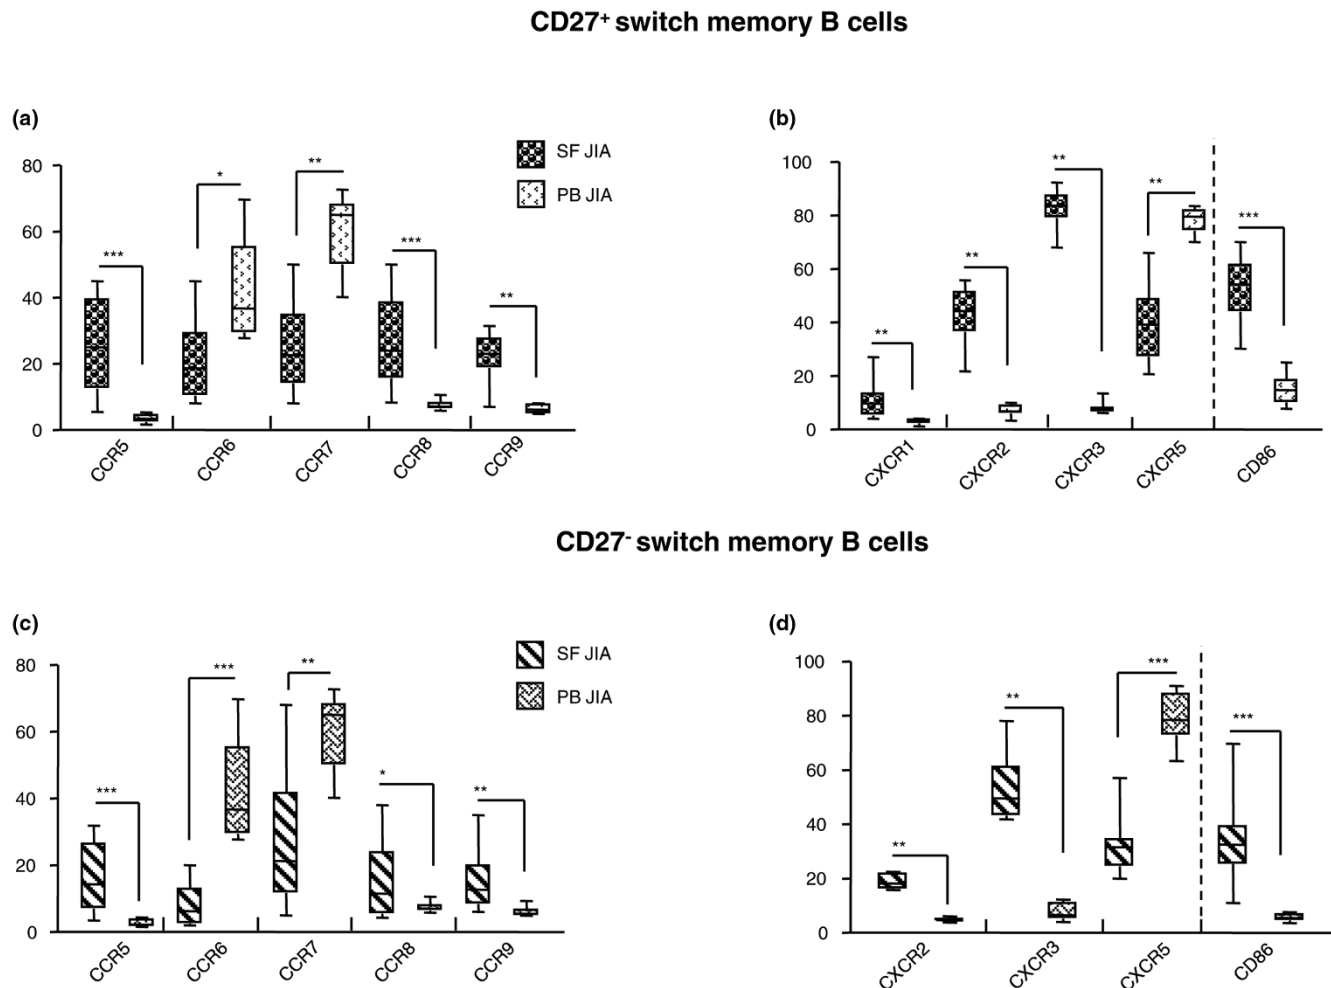 CD27+ switch memory B cells
(a)
SF JIA
PB JIA
80
60
40
20
0
***
*
**
***
**
CCR5
CCR6
CCR7
CCR8
CCR9
(b)
100
80
60
40
20
0
**
**
**
**
***
CXCR1
CXCR2
CXCR3
CXCR5
CD86
CD27- switch memory B cells
(c)
SF JIA
PB JIA
80
60
40
20
0
***
***
**
*
**
CCR5
CCR6
CCR7
CCR8
CCR9
(d)
100
80
60
40
20
0
**
**
***
***
CXCR2
CXCR3
CXCR5
CD86